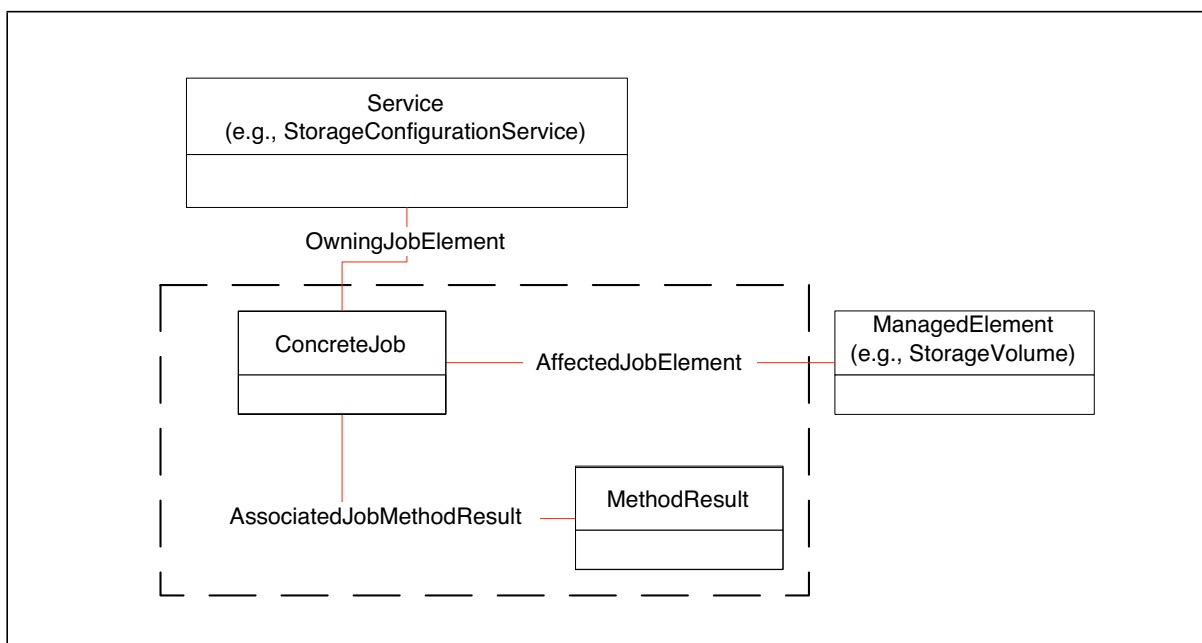 Service
(e.g., StorageConfigurationService)
OwningJobElement
ConcreteJob
AffectedJobElement
ManagedElement
(e.g., StorageVolume)
AssociatedJobMethodResult
MethodResult